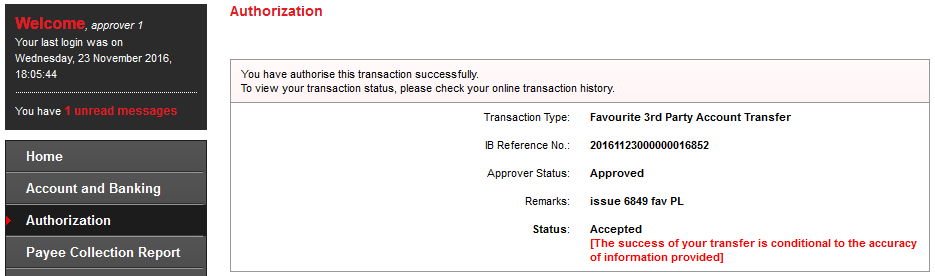 Welcome, approver 1
Your last login was on
Wednesday, 23 November 2016,
18:05:44
You have 1 unread messages
Home
Account and Banking
Authorization
Payee Collection Report
Authorization
You have authorise this transaction successfully.
To view your transaction status, please check your online transaction history.
Transaction Type: Favourite 3rd Party Account Transfer
IB Reference No.: 20161123000000016852
Approver Status: Approved
Remarks: issue 6849 fav PL
Status: Accepted
[The success of your transfer is conditional to the accuracy
of information provided]